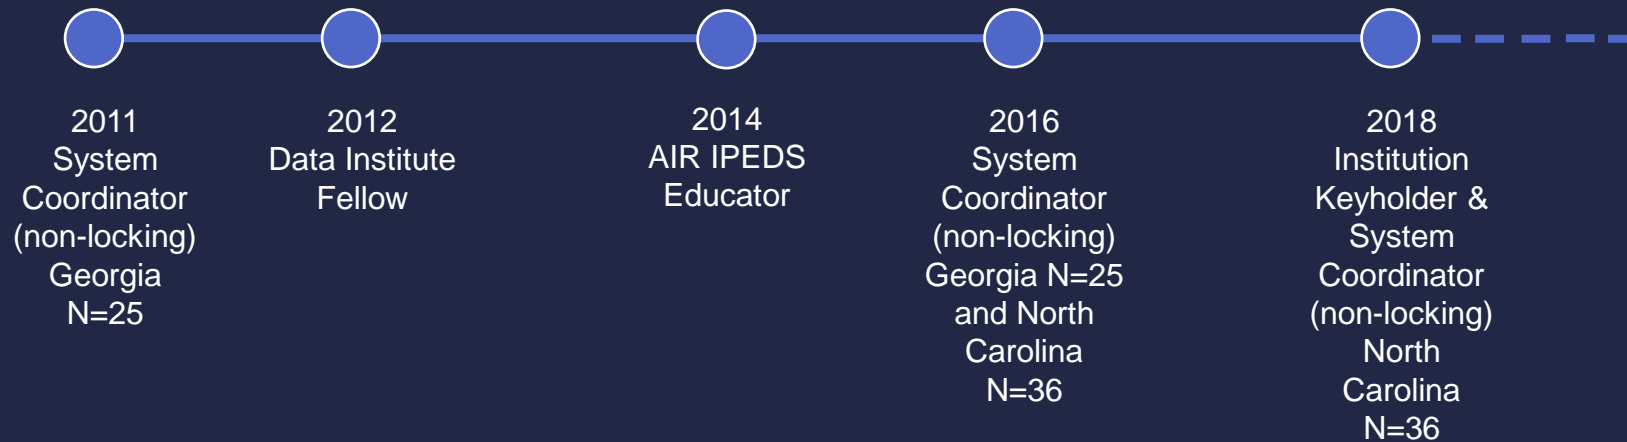 2011
System
Coordinator
(non-locking)
Georgia
N=25
2012
Data Institute
Fellow
2014
AIR IPEDS
Educator
2016
System
Coordinator
(non-locking)
Georgia N=25
and North
Carolina
N=36
2018
Institution
Keyholder &
System
Coordinator
(non-locking)
North
Carolina
N=36